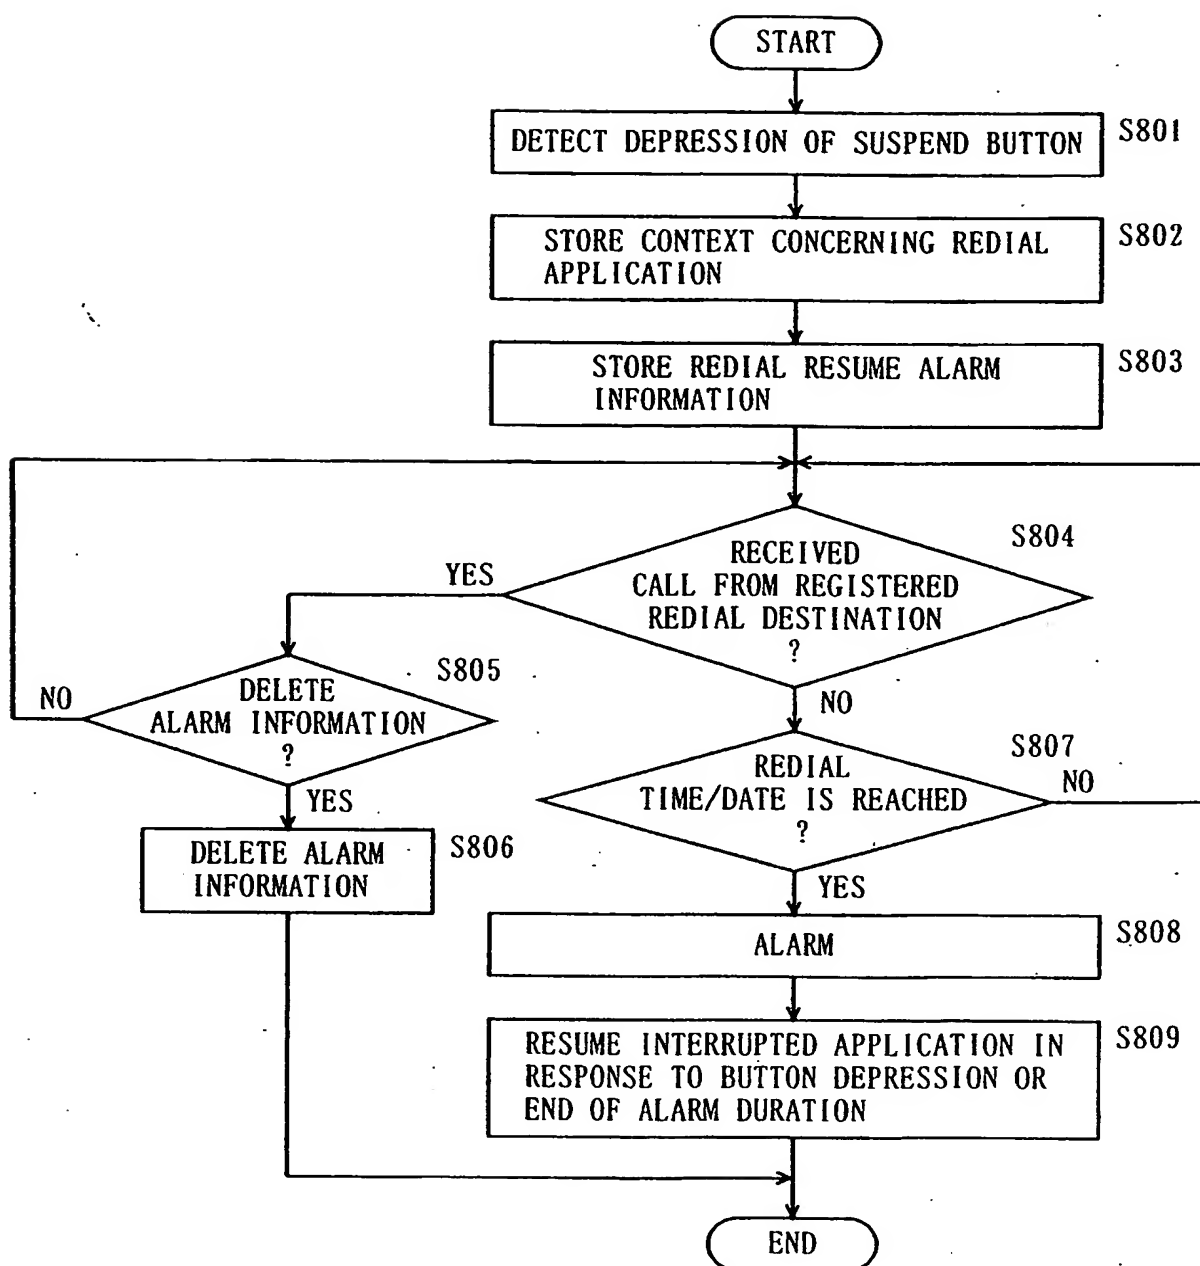 START
DETECT DEPRESSION OF SUSPEND BUTTON
S801
STORE CONTEXT CONCERNING REDIAL
APPLICATION
S802
STORE REDIAL RESUME ALARM
INFORMATION
S803
RECEIVED
CALL FROM REGISTERED
REDIAL DESTINATION
?
S804
YES
NO
DELETE
ALARM INFORMATION
?
S805
NO
YES
REDIAL
TIME/DATE IS REACHED
?
S807
NO
YES
DELETE ALARM
INFORMATION
S806
ALARM
S808
RESUME INTERRUPTED APPLICATION IN
RESPONSE TO BUTTON DEPRESSION OR
END OF ALARM DURATION
S809
END